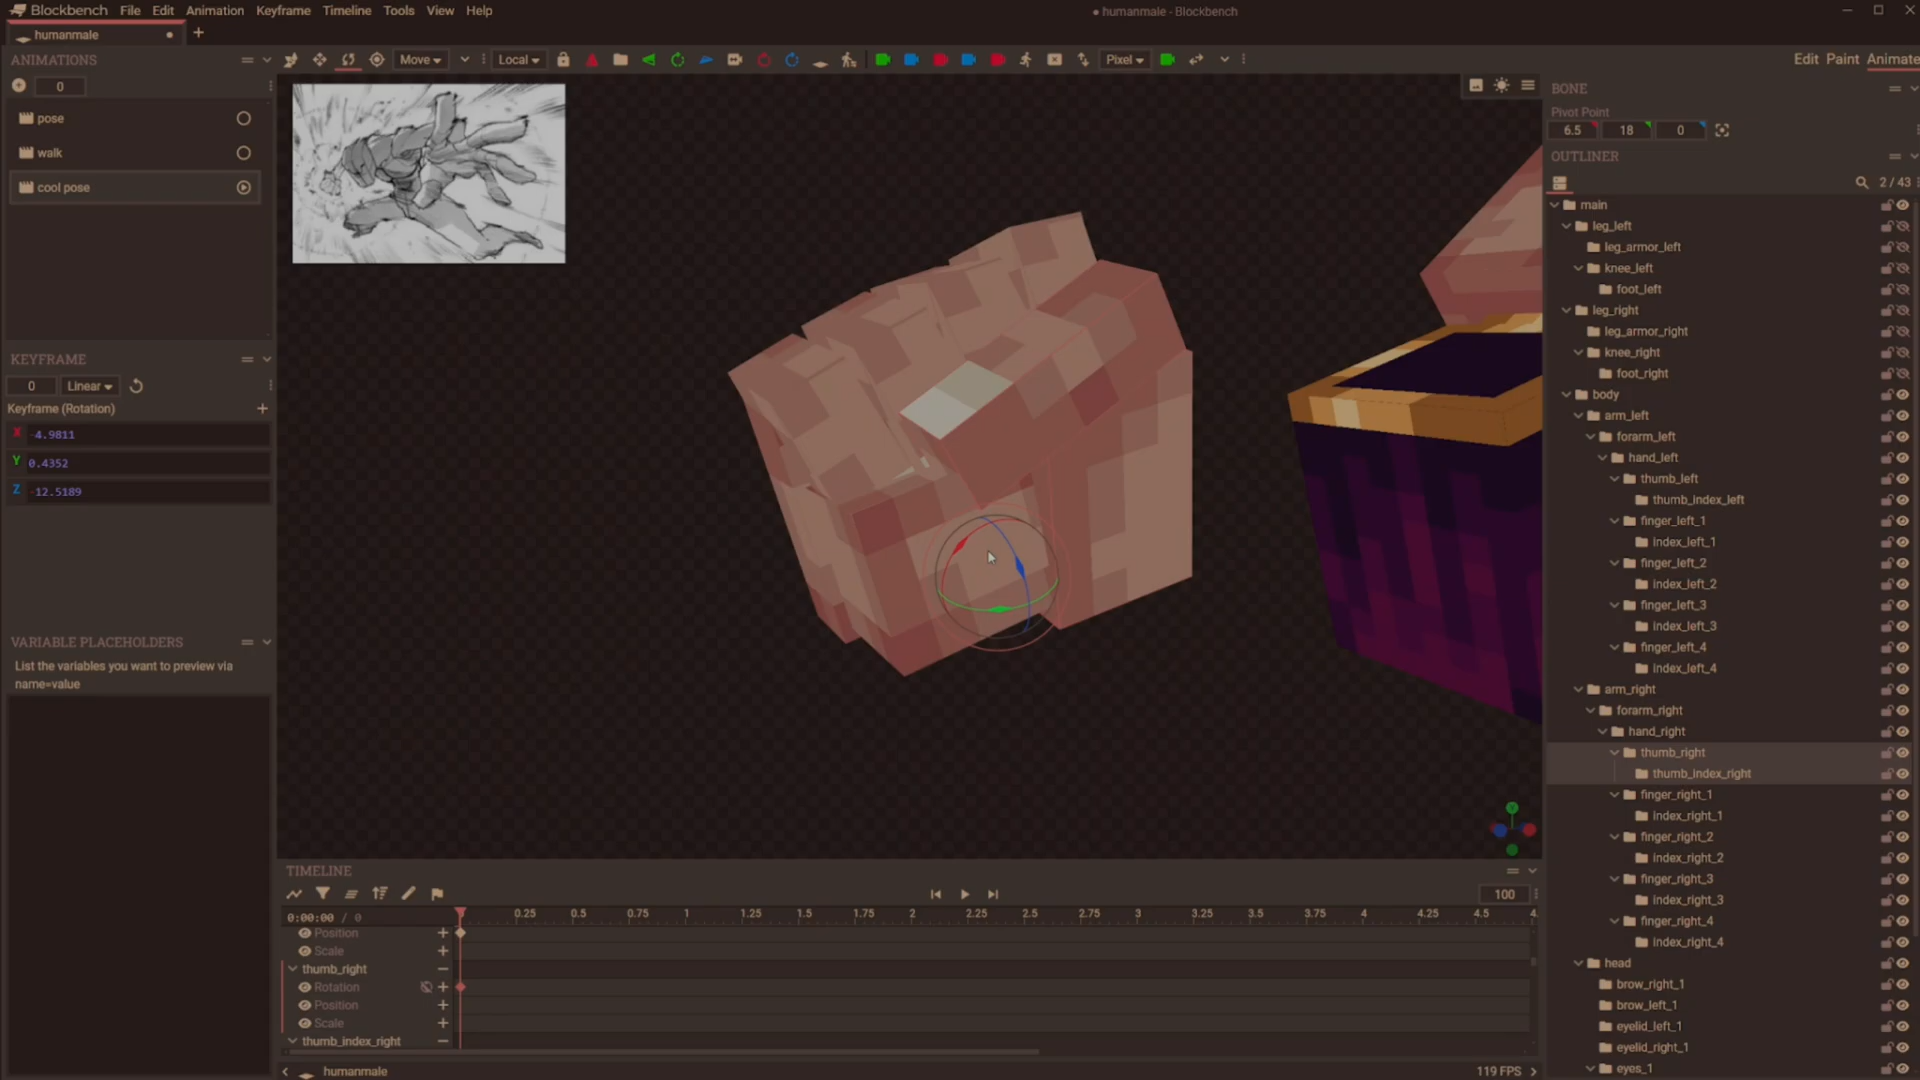 Blockbench File Edit Animation Keyframe Timeline Tools View Help
● humanmale - Blockbench
humanmale
ANIMATIONS
0
pose
walk
cool pose
KEYFRAME
0 Linear
Keyframe (Rotation)
X -4.9811
Y 0.4352
Z -12.5189
VARIABLE PLACEHOLDERS
List the variables you want to preview via
name=value
Move Local Pixel
Edit Paint Animate
BONE
Pivot Point
6.5 18 0
OUTLINER
2 / 43
main
leg_left
leg_armor_left
knee_left
foot_left
leg_right
leg_armor_right
knee_right
foot_right
body
arm_left
forarm_left
hand_left
thumb_left
thumb_index_left
finger_left_1
index_left_1
finger_left_2
index_left_2
finger_left_3
index_left_3
finger_left_4
index_left_4
arm_right
forarm_right
hand_right
thumb_right
thumb_index_right
finger_right_1
index_right_1
finger_right_2
index_right_2
finger_right_3
index_right_3
finger_right_4
index_right_4
head
brow_right_1
brow_left_1
eyelid_left_1
eyelid_right_1
eyes_1
TIMELINE
100
0:00:00 / 0
0.25 0.5 0.75 1 1.25 1.5 1.75 2 2.25 2.5 2.75 3 3.25 3.5 3.75 4 4.25 4.5 4.
Position
Scale
thumb_right
Rotation
Position
Scale
thumb_index_right
humanmale
119 FPS